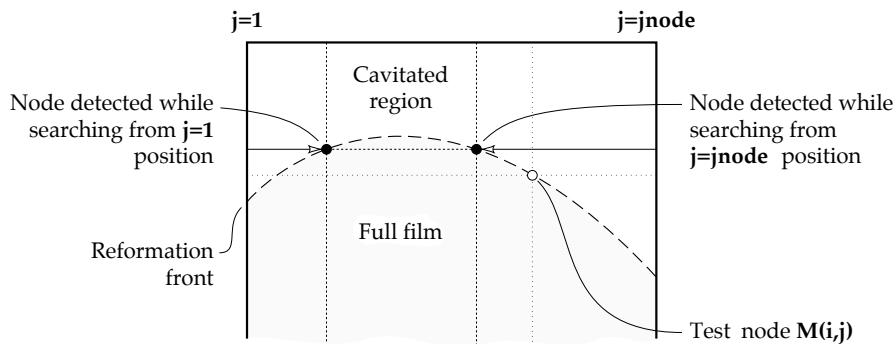 j=1
j=jnode
Cavitated
region
Node detected while
searching from j=1
position
Node detected while
searching from
j=jnode position
Full film
Reformation
front
Test node M(i,j)